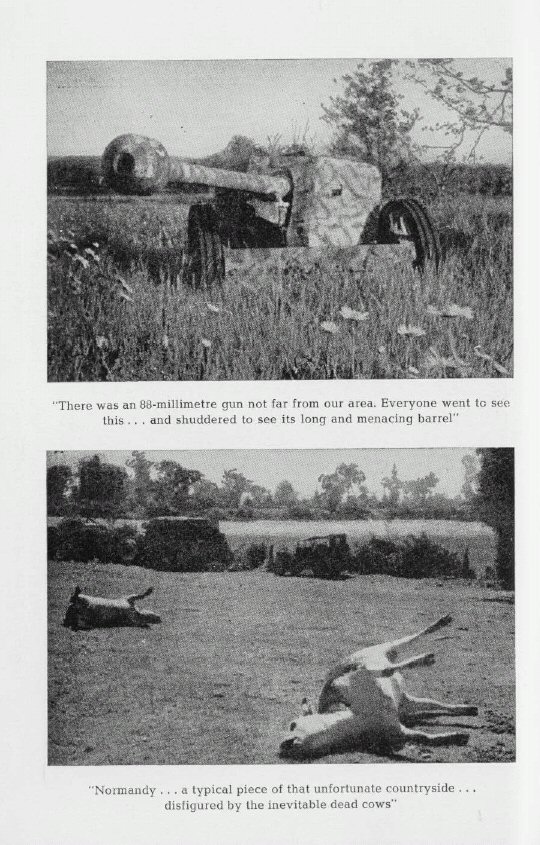 "There was an 88-millimetre gun not far from our area. Everyone went to see
this . . . and shuddered to see its long and menacing barrel"
"Normandy . . . a typical piece of that unfortunate countryside . . .
disfigured by the inevitable dead cows"